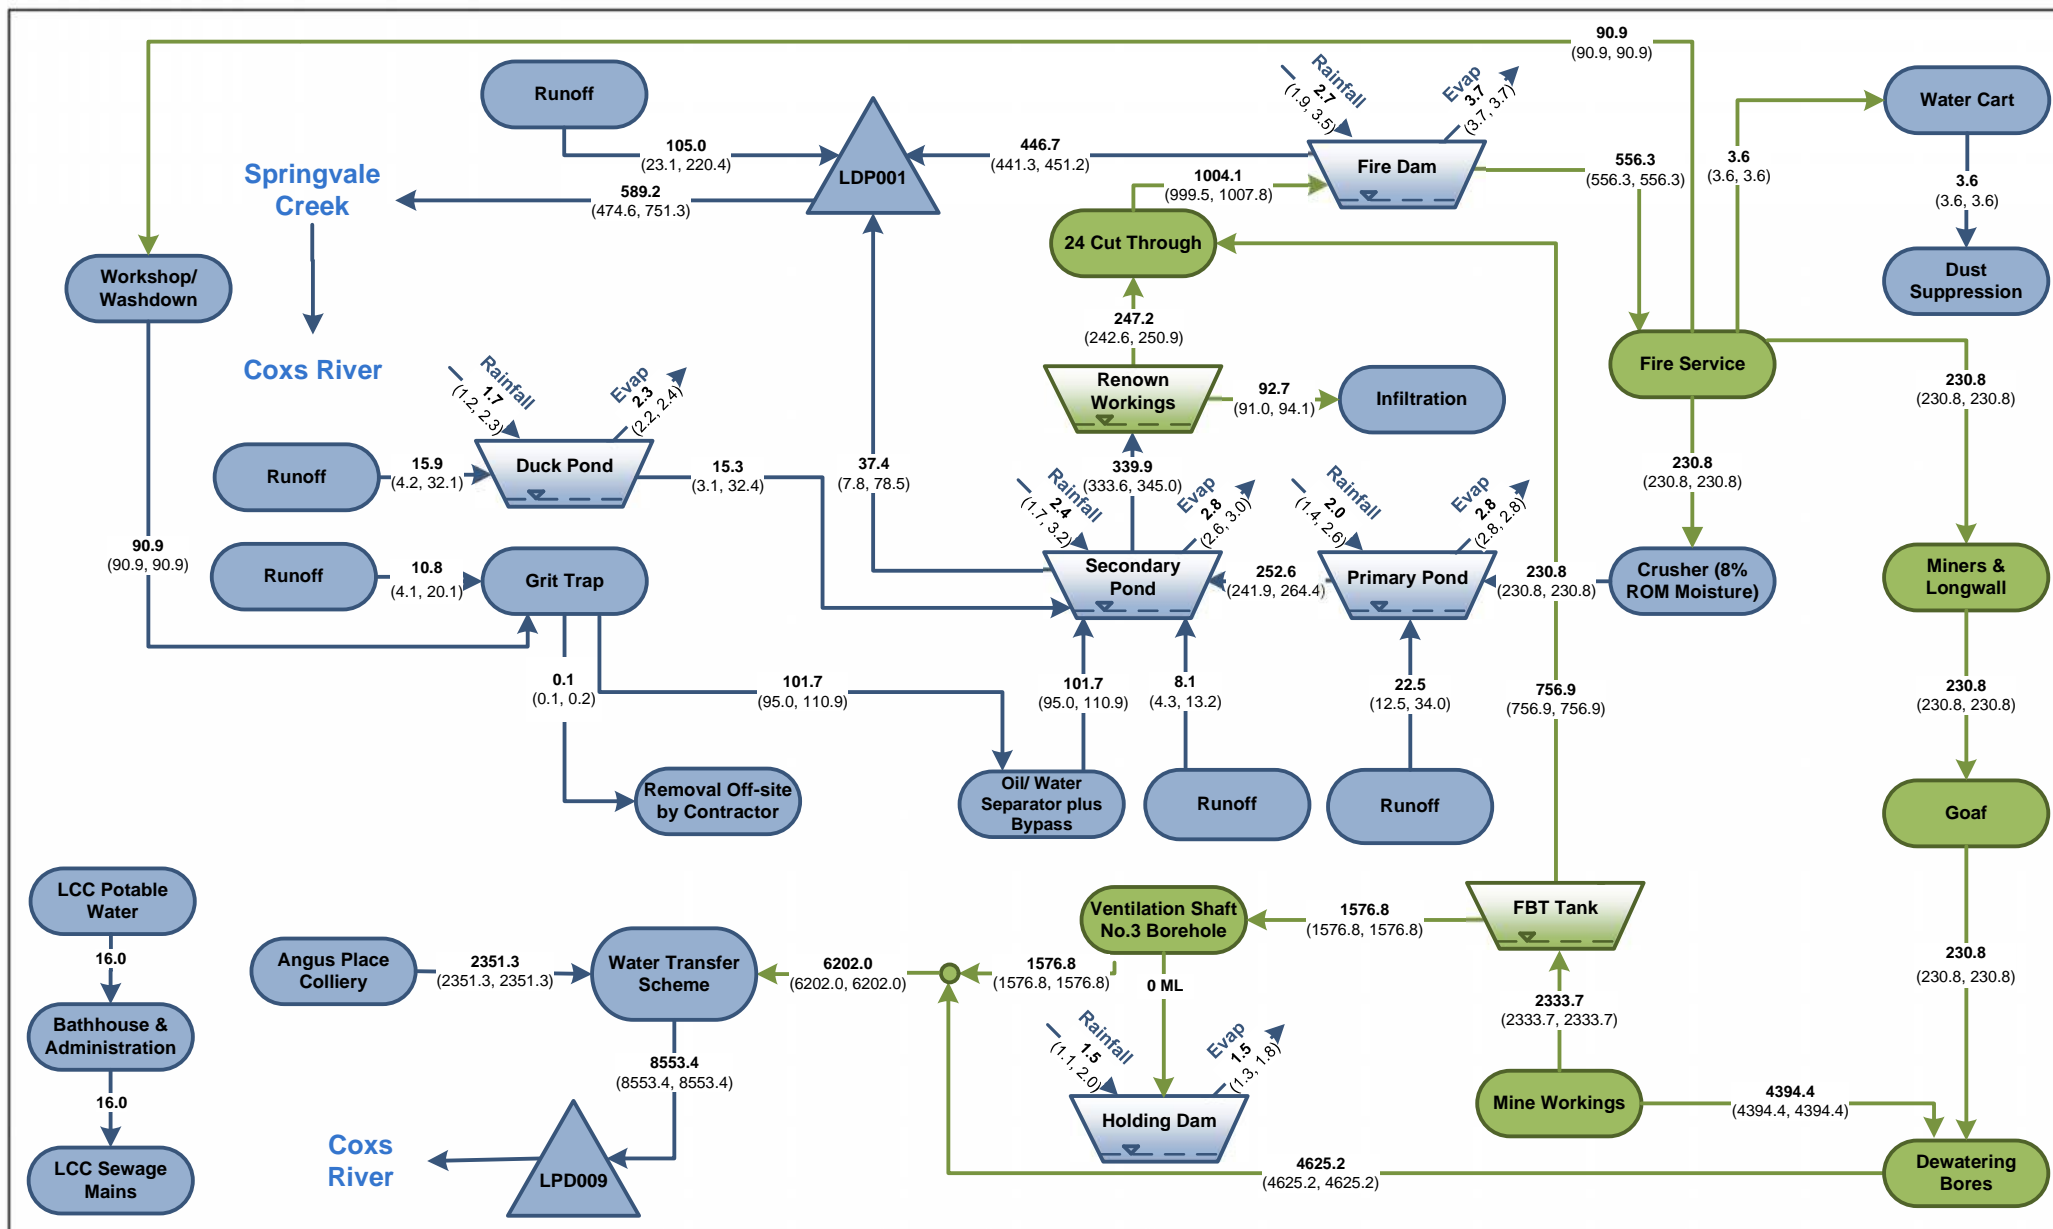 90.9
(90.9, 90.9)
Runoff
Rainfall
2.7
(1.9, 3.5)
Evap
3.7
(3.7, 3.7)
Water Cart
105.0
(23.1, 220.4)
LDP001
446.7
(441.3, 451.2)
Fire Dam
556.3
(556.3, 556.3)
3.6
(3.6, 3.6)
3.6
(3.6, 3.6)
Springvale
Creek
589.2
(474.6, 751.3)
1004.1
(999.5, 1007.8)
24 Cut Through
Workshop/
Washdown
Dust
Suppression
247.2
(242.6, 250.9)
Coxs River
Fire Service
Rainfall
1.7
(1.2, 2.3)
Evap
2.3
(2.2, 2.4)
Renown
Workings
92.7
(91.0, 94.1)
Infiltration
230.8
(230.8, 230.8)
Runoff
15.9
(4.2, 32.1)
Duck Pond
15.3
(3.1, 32.4)
37.4
(7.8, 78.5)
339.9
(333.6, 345.0)
230.8
(230.8, 230.8)
Rainfall
2.4
(1.7, 3.2)
Evap
2.8
(2.6, 3.0)
Rainfall
2.0
(1.4, 2.6)
Evap
2.8
(2.8, 2.8)
90.9
(90.9, 90.9)
Runoff
10.8
(4.1, 20.1)
Grit Trap
Secondary
Pond
252.6
(241.9, 264.4)
Primary Pond
230.8
(230.8, 230.8)
Crusher (8%
ROM Moisture)
Miners &
Longwall
0.1
(0.1, 0.2)
101.7
(95.0, 110.9)
101.7
(95.0, 110.9)
8.1
(4.3, 13.2)
22.5
(12.5, 34.0)
756.9
(756.9, 756.9)
230.8
(230.8, 230.8)
Removal Off-site
by Contractor
Oil/ Water
Separator plus
Bypass
Runoff
Runoff
Goaf
LCC Potable
Water
Ventilation Shaft
No.3 Borehole
1576.8
(1576.8, 1576.8)
FBT Tank
16.0
Angus Place
Colliery
2351.3
(2351.3, 2351.3)
Water Transfer
Scheme
6202.0
(6202.0, 6202.0)
1576.8
(1576.8, 1576.8)
0 ML
230.8
(230.8, 230.8)
2333.7
(2333.7, 2333.7)
Bathhouse &
Administration
Rainfall
1.5
(1.1, 2.0)
Evap
1.5
(1.3, 1.8)
8553.4
(8553.4, 8553.4)
16.0
Holding Dam
Mine Workings
4394.4
(4394.4, 4394.4)
Coxs
River
LPD009
LCC Sewage
Mains
4625.2
(4625.2, 4625.2)
Dewatering
Bores